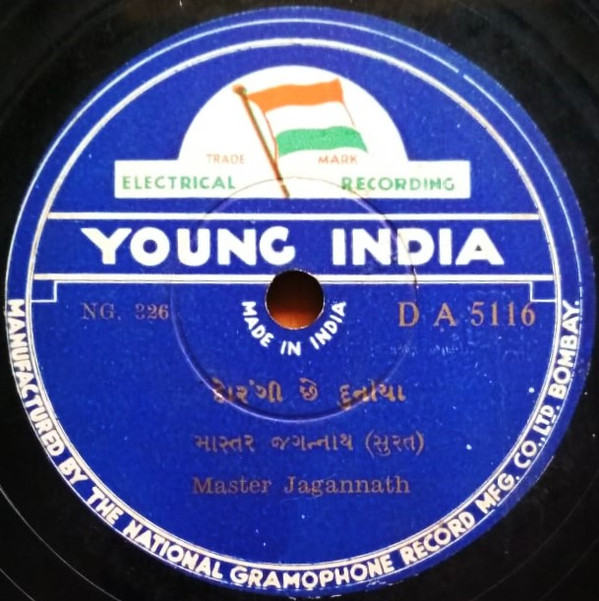 TRADE MARK
ELECTRICAL RECORDING
YOUNG INDIA
NG. 326
D A 5116
MADE IN INDIA
દોરંગી છે દુનીયા
માસ્તર જગન્નાથ (સુરત)
Master Jagannath
MANUFACTURED BY THE NATIONAL GRAMOPHONE RECORD MFG. CO., LTD BOMBAY.